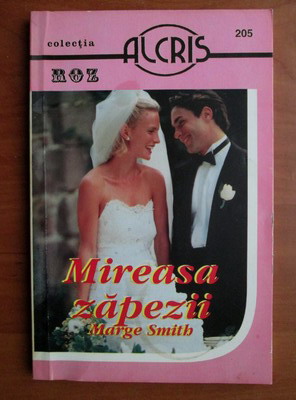 colecția
ALCRIS
205
ROZ
Mireasa
zăpezii
Marge Smith